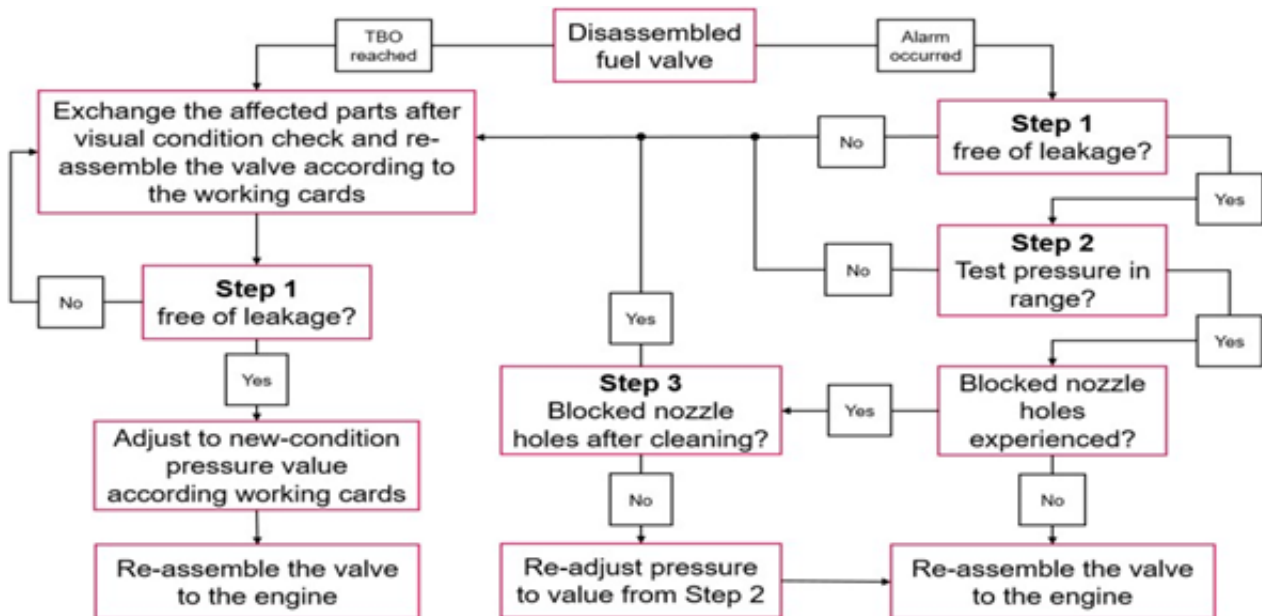 TBO
reached
Disassembled
fuel valve
Alarm
occurred
Exchange the affected parts after
visual condition check and re-
assemble the valve according to
the working cards
No
Step 1
free of leakage?
Yes
No
Step 2
Test pressure in
range?
Yes
No
Step 1
free of leakage?
Yes
Yes
Step 3
Blocked nozzle
holes after cleaning?
Yes
Blocked nozzle
holes
experienced?
Adjust to new-condition
pressure value
according working cards
No
No
Re-assemble the valve
to the engine
Re-adjust pressure
to value from Step 2
Re-assemble the valve
to the engine